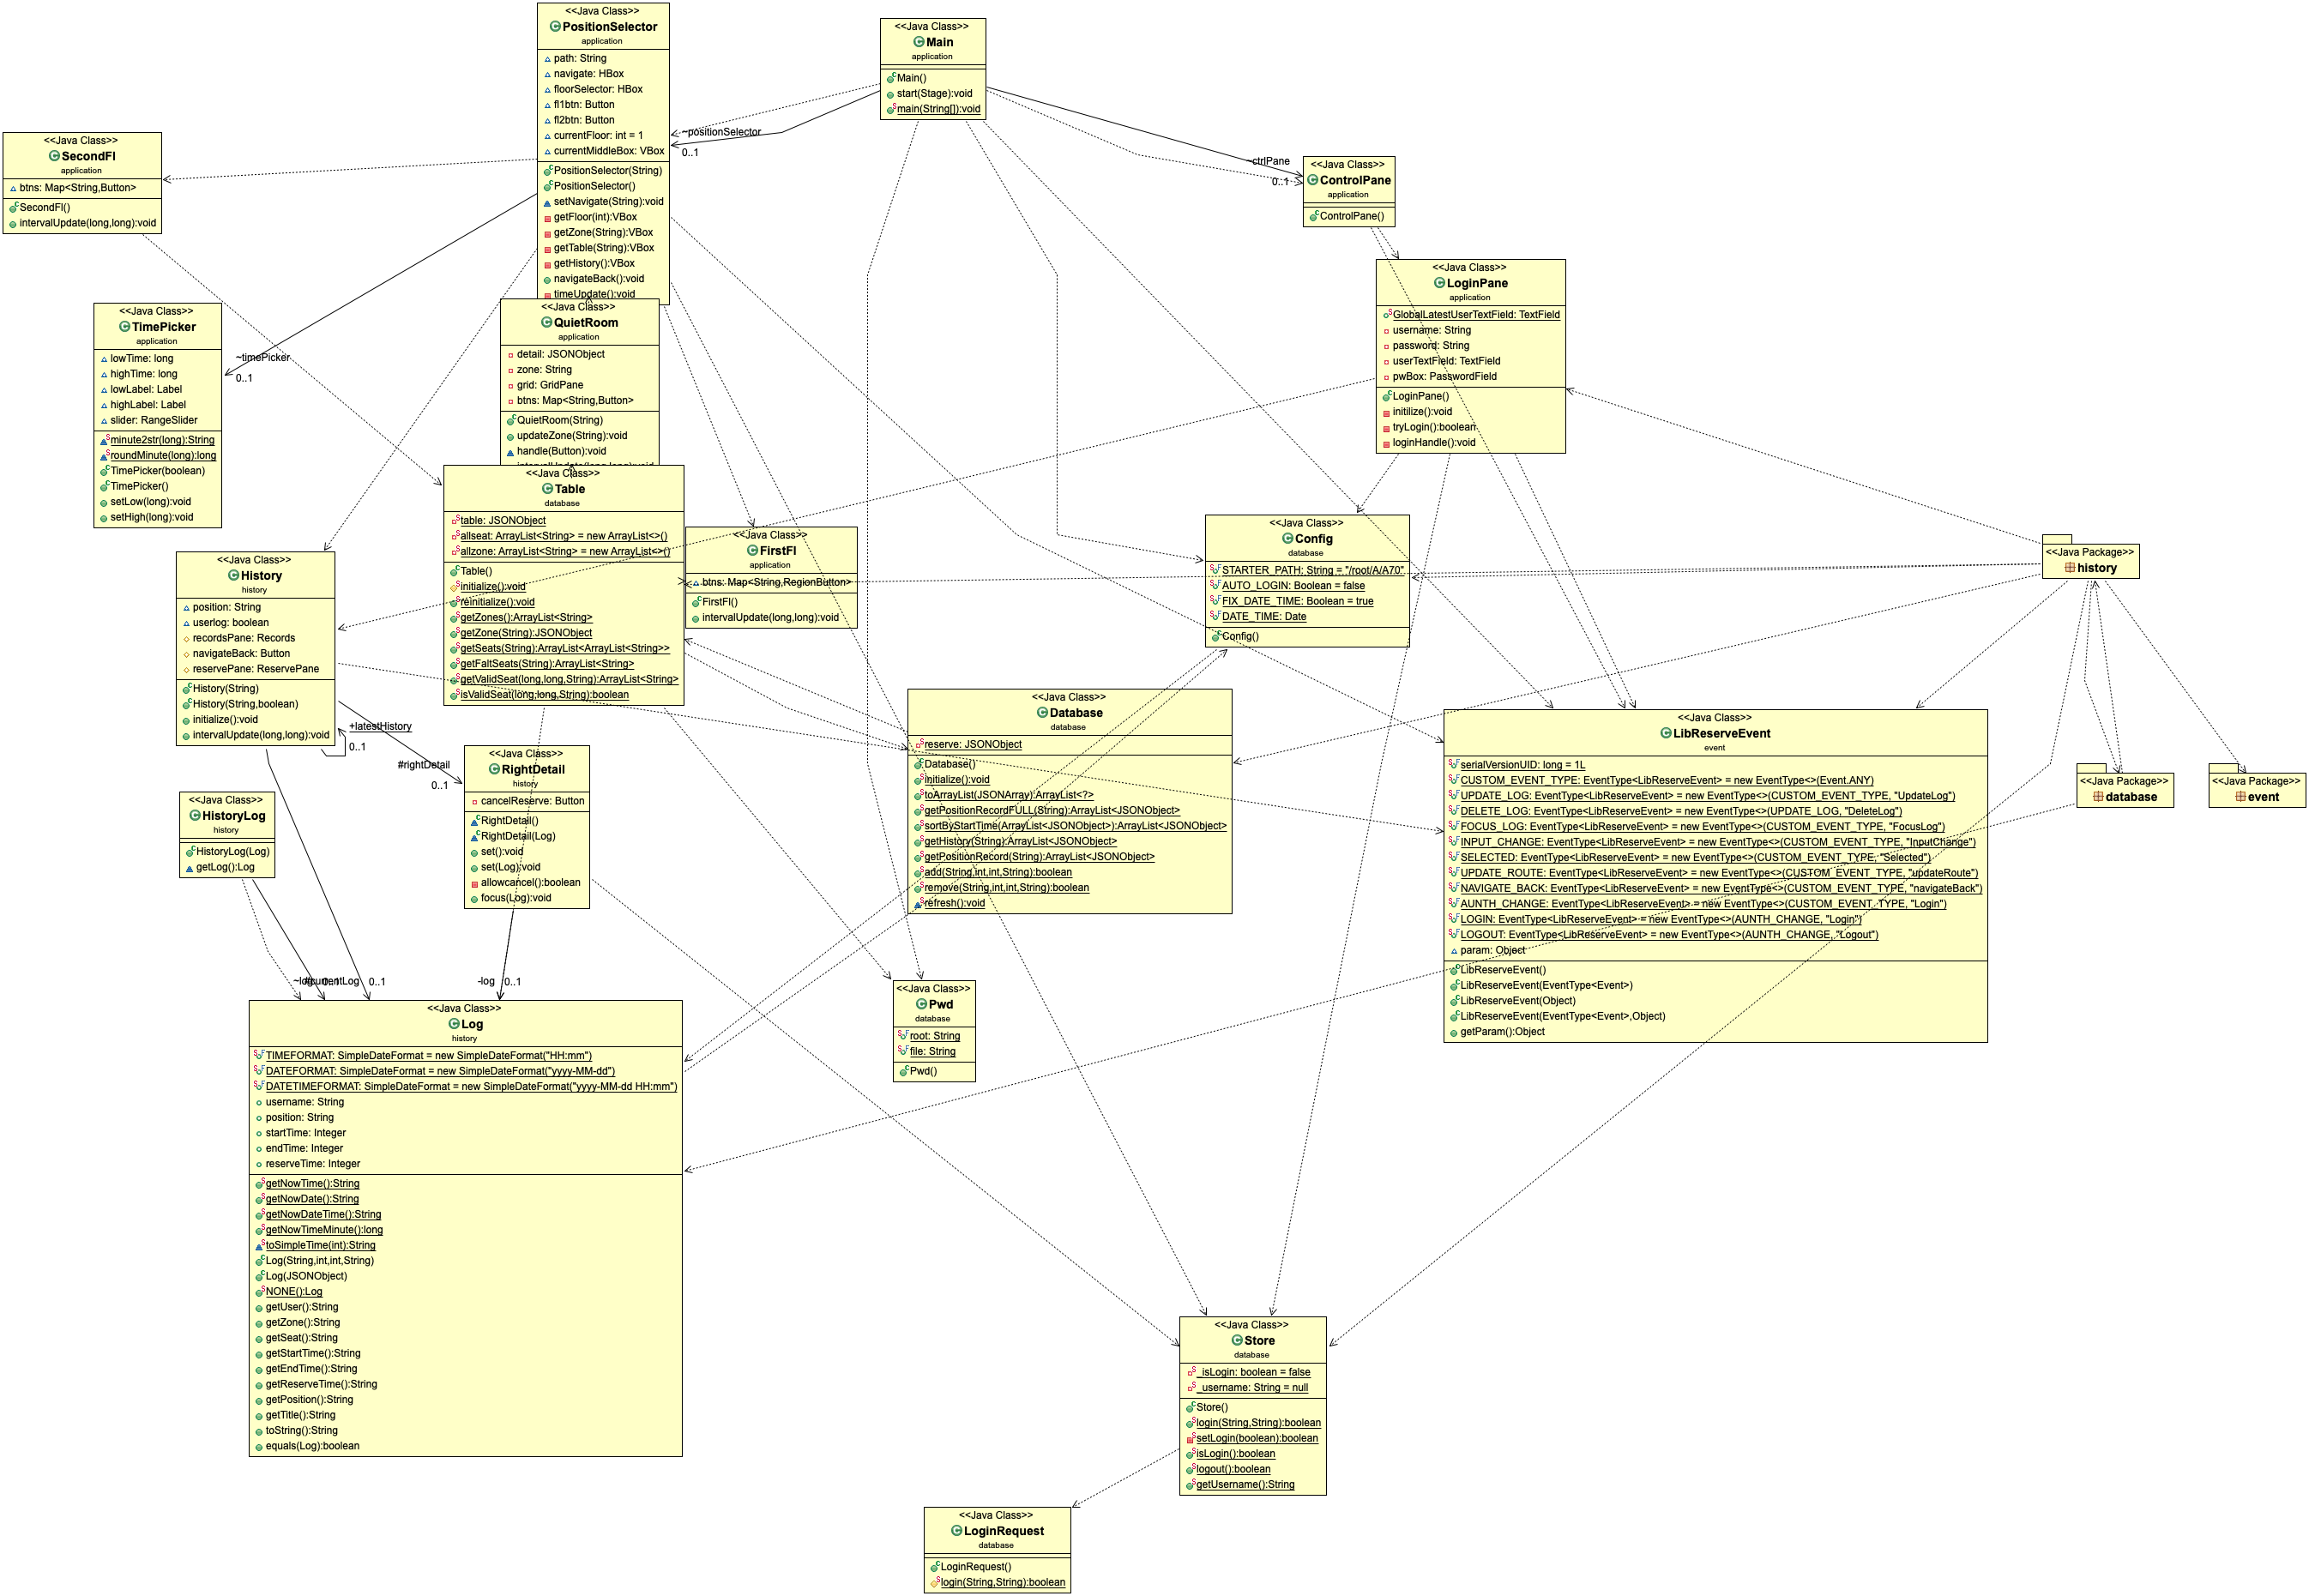 <<Java Class>>
PositionSelector
application
path: String
navigate: HBox
floorSelector: HBox
fl1btn: Button
fl2btn: Button
currentFloor: int = 1
currentMiddleBox: VBox
PositionSelector(String)
PositionSelector()
setNavigate(String):void
getFloor(int):VBox
getZone(String):VBox
getTable(String):VBox
getHistory():VBox
navigateBack():void
timeUpdate():void
<<Java Class>>
Main
application
Main()
start(Stage):void
main(String[]):void
~positionSelector
0..1
~ctrlPane
0..1
<<Java Class>>
SecondFl
application
btns: Map<String,Button>
SecondFl()
intervalUpdate(long,long):void
<<Java Class>>
ControlPane
application
ControlPane()
<<Java Class>>
LoginPane
application
GlobalLatestUserTextField: TextField
username: String
password: String
userTextField: TextField
pwBox: PasswordField
LoginPane()
initilize():void
tryLogin():boolean
loginHandle():void
<<Java Class>>
TimePicker
application
lowTime: long
highTime: long
lowLabel: Label
highLabel: Label
slider: RangeSlider
minute2str(long):String
roundMinute(long):long
TimePicker(boolean)
TimePicker()
setLow(long):void
setHigh(long):void
~timePicker
0..1
<<Java Class>>
QuietRoom
application
detail: JSONObject
zone: String
grid: GridPane
btns: Map<String,Button>
QuietRoom(String)
updateZone(String):void
handle(Button):void
<<Java Class>>
Table
database
table: JSONObject
allseat: ArrayList<String> = new ArrayList<>()
allzone: ArrayList<String> = new ArrayList<>()
Table()
initialize():void
reinitialize():void
getZones():ArrayList<String>
getZone(String):JSONObject
getSeats(String):ArrayList<ArrayList<String>>
getFaltSeats(String):ArrayList<String>
getValidSeat(long,long,String):ArrayList<String>
isValidSeat(long,long,String):boolean
<<Java Class>>
FirstFl
application
btns: Map<String,RegionButton>
FirstFl()
intervalUpdate(long,long):void
<<Java Class>>
Config
database
STARTER_PATH: String = "/root/A/A70"
AUTO_LOGIN: Boolean = false
FIX_DATE_TIME: Boolean = true
DATE_TIME: Date
Config()
<<Java Package>>
history
<<Java Class>>
History
history
position: String
userlog: boolean
recordsPane: Records
navigateBack: Button
reservePane: ReservePane
History(String)
History(String,boolean)
initialize():void
intervalUpdate(long,long):void
+latestHistory
0..1
#rightDetail
0..1
<<Java Class>>
RightDetail
history
cancelReserve: Button
RightDetail()
RightDetail(Log)
set():void
set(Log):void
allowcancel():boolean
focus(Log):void
<<Java Class>>
HistoryLog
history
HistoryLog(Log)
getLog():Log
<<Java Class>>
Database
database
reserve: JSONObject
Database()
initialize():void
toArrayList(JSONArray):ArrayList<?>
getPositionRecordFULL(String):ArrayList<JSONObject>
sortByStartTime(ArrayList<JSONObject>):ArrayList<JSONObject>
getHistory(String):ArrayList<JSONObject>
getPositionRecord(String):ArrayList<JSONObject>
add(String,int,int,String):boolean
remove(String,int,int,String):boolean
refresh():void
<<Java Class>>
LibReserveEvent
event
serialVersionUID: long = 1L
CUSTOM_EVENT_TYPE: EventType<LibReserveEvent> = new EventType<>(Event.ANY)
UPDATE_LOG: EventType<LibReserveEvent> = new EventType<>(CUSTOM_EVENT_TYPE, "UpdateLog")
DELETE_LOG: EventType<LibReserveEvent> = new EventType<>(UPDATE_LOG, "DeleteLog")
FOCUS_LOG: EventType<LibReserveEvent> = new EventType<>(CUSTOM_EVENT_TYPE, "FocusLog")
INPUT_CHANGE: EventType<LibReserveEvent> = new EventType<>(CUSTOM_EVENT_TYPE, "InputChange")
SELECTED: EventType<LibReserveEvent> = new EventType<>(CUSTOM_EVENT_TYPE, "Selected")
UPDATE_ROUTE: EventType<LibReserveEvent> = new EventType<>(CUSTOM_EVENT_TYPE, "updateRoute")
NAVIGATE_BACK: EventType<LibReserveEvent> = new EventType<>(CUSTOM_EVENT_TYPE, "navigateBack")
AUNTH_CHANGE: EventType<LibReserveEvent> = new EventType<>(CUSTOM_EVENT_TYPE, "Login")
LOGIN: EventType<LibReserveEvent> = new EventType<>(AUNTH_CHANGE, "Login")
LOGOUT: EventType<LibReserveEvent> = new EventType<>(AUNTH_CHANGE, "Logout")
param: Object
LibReserveEvent()
LibReserveEvent(EventType<Event>)
LibReserveEvent(Object)
LibReserveEvent(EventType<Event>,Object)
getParam():Object
<<Java Package>>
database
<<Java Package>>
event
0..1
-log
0..1
<<Java Class>>
Log
history
TIMEFORMAT: SimpleDateFormat = new SimpleDateFormat("HH:mm")
DATEFORMAT: SimpleDateFormat = new SimpleDateFormat("yyyy-MM-dd")
DATETIMEFORMAT: SimpleDateFormat = new SimpleDateFormat("yyyy-MM-dd HH:mm")
username: String
position: String
startTime: Integer
endTime: Integer
reserveTime: Integer
getNowTime():String
getNowDate():String
getNowDateTime():String
getNowTimeMinute():long
toSimpleTime(int):String
Log(String,int,int,String)
Log(JSONObject)
NONE():Log
getUser():String
getZone():String
getSeat():String
getStartTime():String
getEndTime():String
getReserveTime():String
getPosition():String
getTitle():String
toString():String
equals(Log):boolean
<<Java Class>>
Pwd
database
root: String
file: String
Pwd()
<<Java Class>>
Store
database
_isLogin: boolean = false
_username: String = null
Store()
login(String,String):boolean
setLogin(boolean):boolean
isLogin():boolean
logout():boolean
getUsername():String
<<Java Class>>
LoginRequest
database
LoginRequest()
login(String,String):boolean